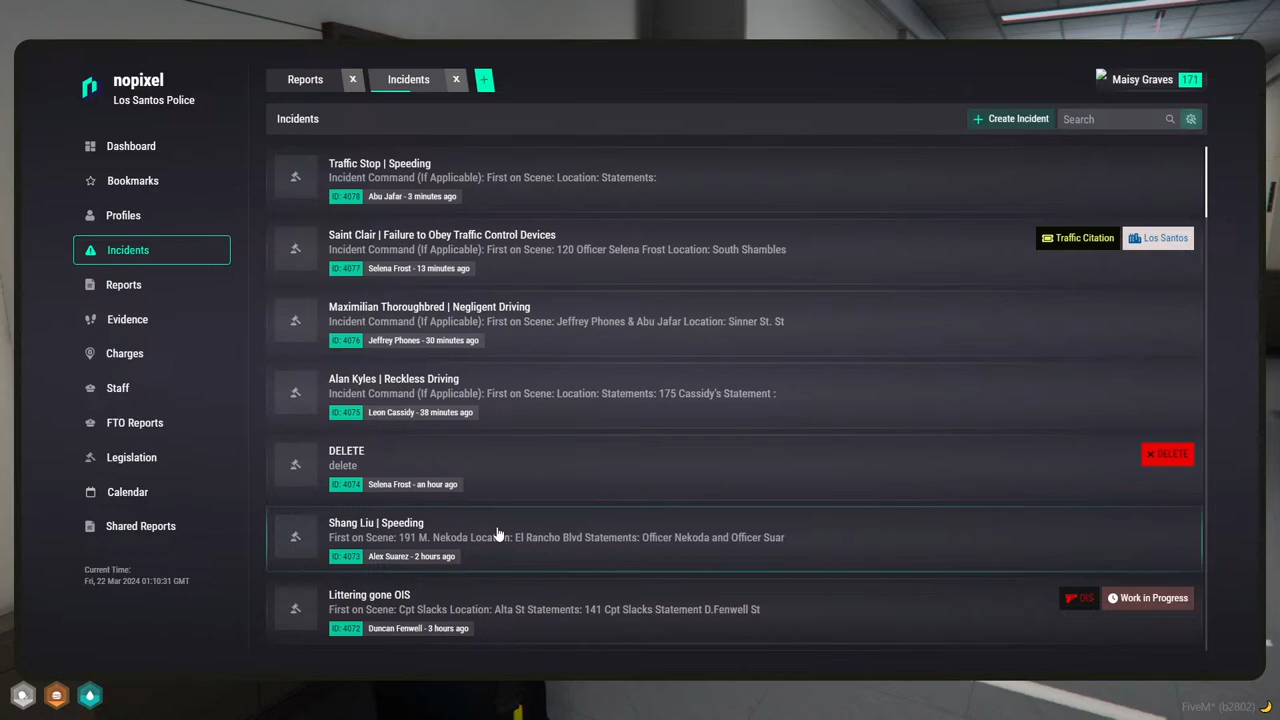 nopixel
Los Santos Police
Reports x Incidents x +
Maisy Graves 171
Incidents
+ Create Incident
Search
Dashboard
Bookmarks
Profiles
Incidents
Reports
Evidence
Charges
Staff
FTO Reports
Legislation
Calendar
Shared Reports
Current Time:
Fri, 22 Mar 2024 01:10:31 GMT
Traffic Stop | Speeding
Incident Command (If Applicable): First on Scene: Location: Statements:
ID: 4078 Abu Jafar - 3 minutes ago
Saint Clair | Failure to Obey Traffic Control Devices
Incident Command (If Applicable): First on Scene: 120 Officer Selena Frost Location: South Shambles
ID: 4077 Selena Frost - 13 minutes ago
Traffic Citation Los Santos
Maximilian Thoroughbred | Negligent Driving
Incident Command (If Applicable): First on Scene: Jeffrey Phones & Abu Jafar Location: Sinner St. St
ID: 4076 Jeffrey Phones - 30 minutes ago
Alan Kyles | Reckless Driving
Incident Command (If Applicable): First on Scene: Location: Statements: 175 Cassidy's Statement :
ID: 4075 Leon Cassidy - 38 minutes ago
DELETE
delete
ID: 4074 Selena Frost - an hour ago
DELETE
Shang Liu | Speeding
First on Scene: 191 M. Nekoda Location: El Rancho Blvd Statements: Officer Nekoda and Officer Suar
ID: 4073 Alex Suarez - 2 hours ago
Littering gone OIS
First on Scene: Cpt Slacks Location: Alta St Statements: 141 Cpt Slacks Statement D.Fenwell St
ID: 4072 Duncan Fenwell - 3 hours ago
OIS Work in Progress
FiveM* (b2802)